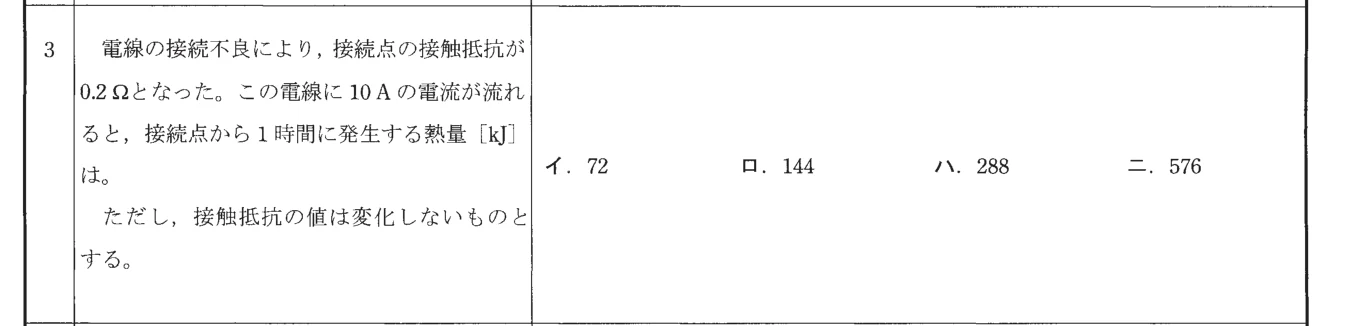 3
電線の接続不良により，接続点の接触抵抗が
0.2 Ωとなった。この電線に 10 A の電流が流れ
ると，接続点から 1 時間に発生する熱量［kJ］
は。
ただし，接触抵抗の値は変化しないものと
する。
イ．72 ロ．144 ハ．288 ニ．576